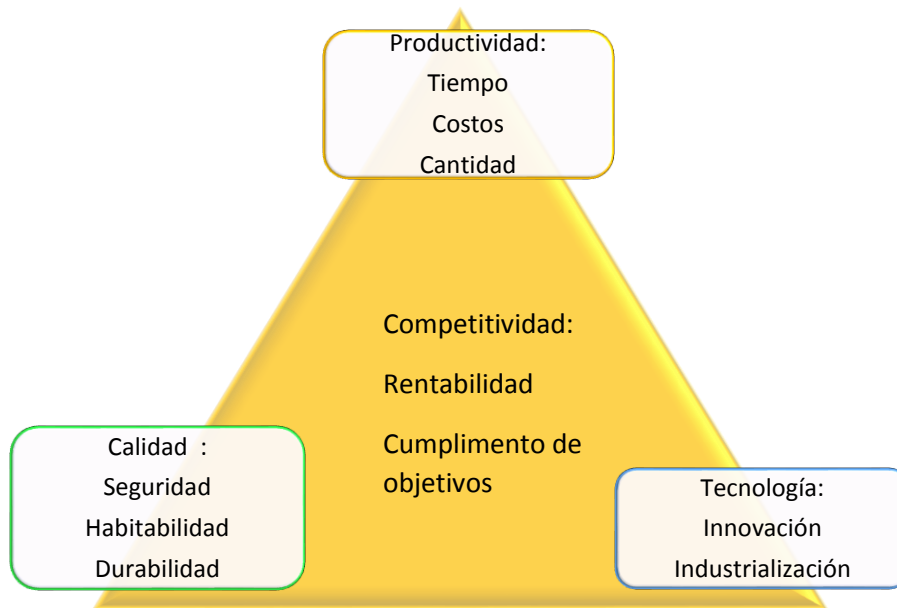 Productividad:
Tiempo
Costos
Cantidad
Competitividad:
Rentabilidad
Cumplimento de
objetivos
Calidad :
Seguridad
Habitabilidad
Durabilidad
Tecnología:
Innovación
Industrialización